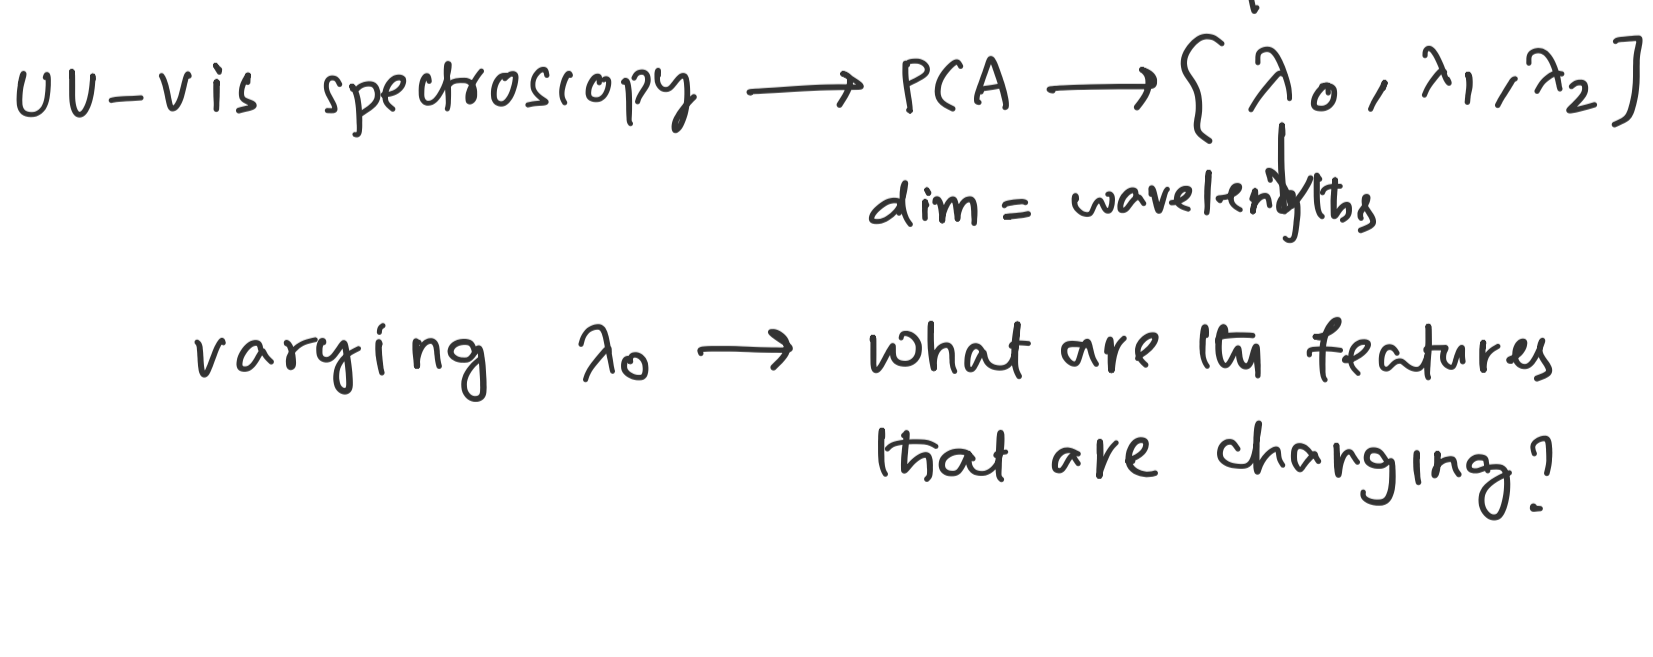 UV-Vis spectroscopy → PCA → { λ0, λ1, λ2 ]
dim = wavelengths
varying λ0 → what are the features
that are changing?